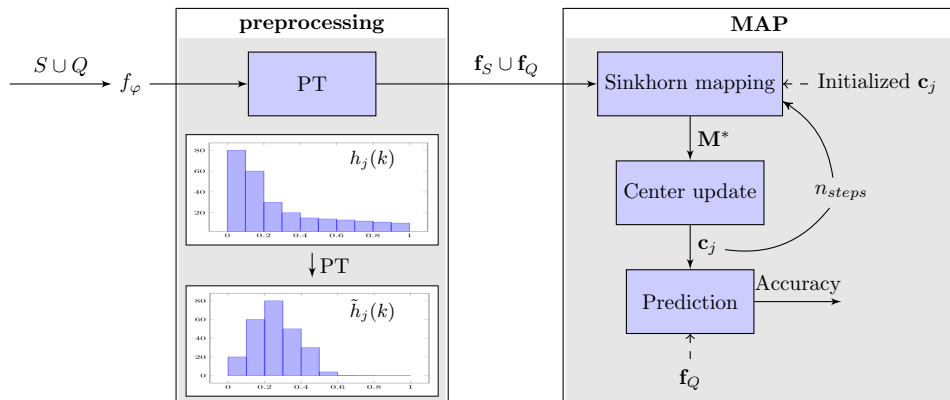 preprocessing
MAP
S ∪ Q
f_φ
PT
f_S ∪ f_Q
Sinkhorn mapping
Initialized c_j
h_j(k)
80
60
40
20
0 0.2 0.4 0.6 0.8 1
M*
Center update
n_steps
PT
c_j
h̃_j(k)
80
60
40
20
0
0 0.2 0.4 0.6 0.8 1
Prediction
Accuracy
f_Q